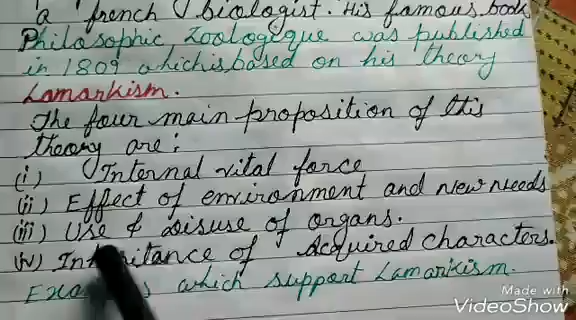 a french biologist. His famous book
Philosophic Zoologique was published
in 1809 which is based on his theory
Lamarkism.
The four main proposition of this
theory are:
(i) Internal vital force
(ii) Effect of environment and new needs
(iii) Use & disuse of organs.
(iv) of Acquired characters.
which support Lamarkism.
Made with
VideoShow